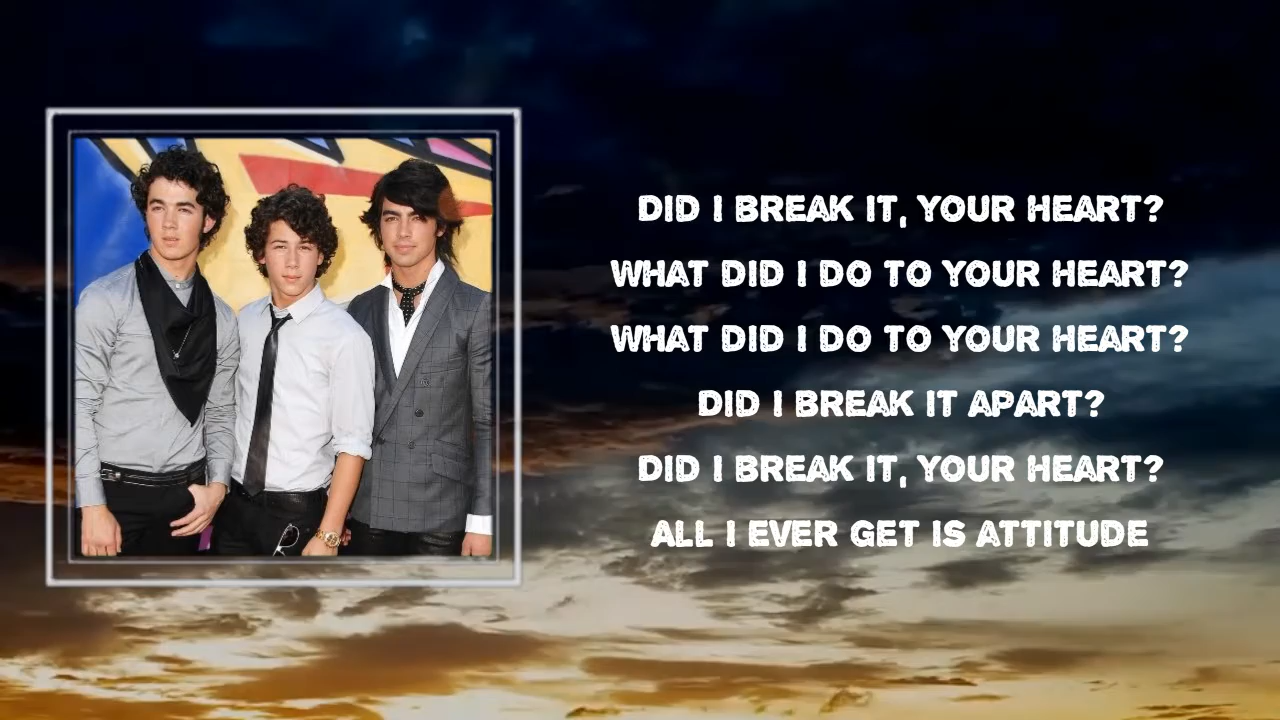 DID I BREAK IT, YOUR HEART?
WHAT DID I DO TO YOUR HEART?
WHAT DID I DO TO YOUR HEART?
DID I BREAK IT APART?
DID I BREAK IT, YOUR HEART?
ALL I EVER GET IS ATTITUDE